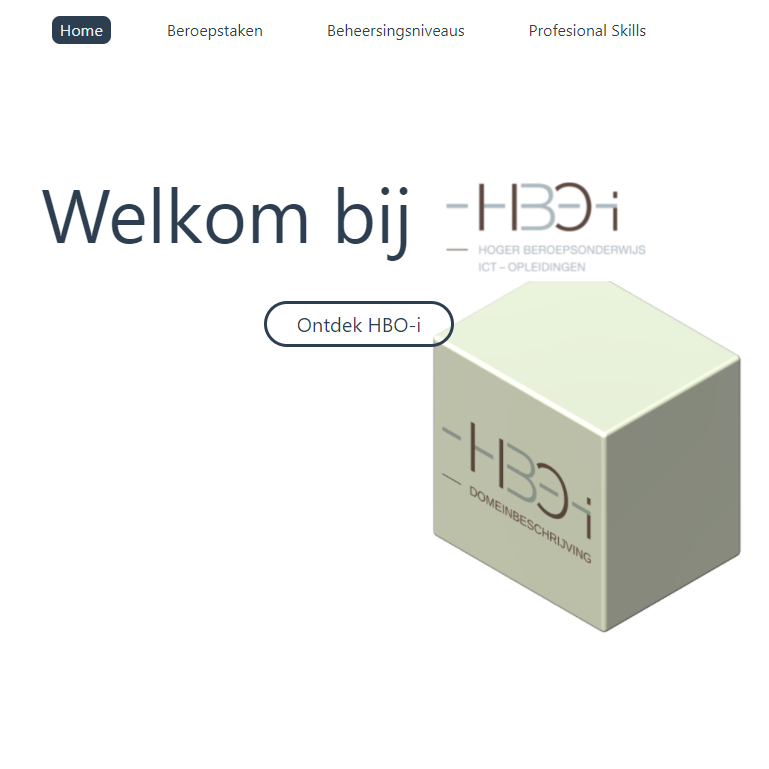 Home Beroepstaken Beheersingsniveaus Profesional Skills
Welkom bij HBO-i
HOGER BEROEPSONDERWIJS
ICT – OPLEIDINGEN
Ontdek HBO-i
HBO-i
DOMEINBESCHRIJVING